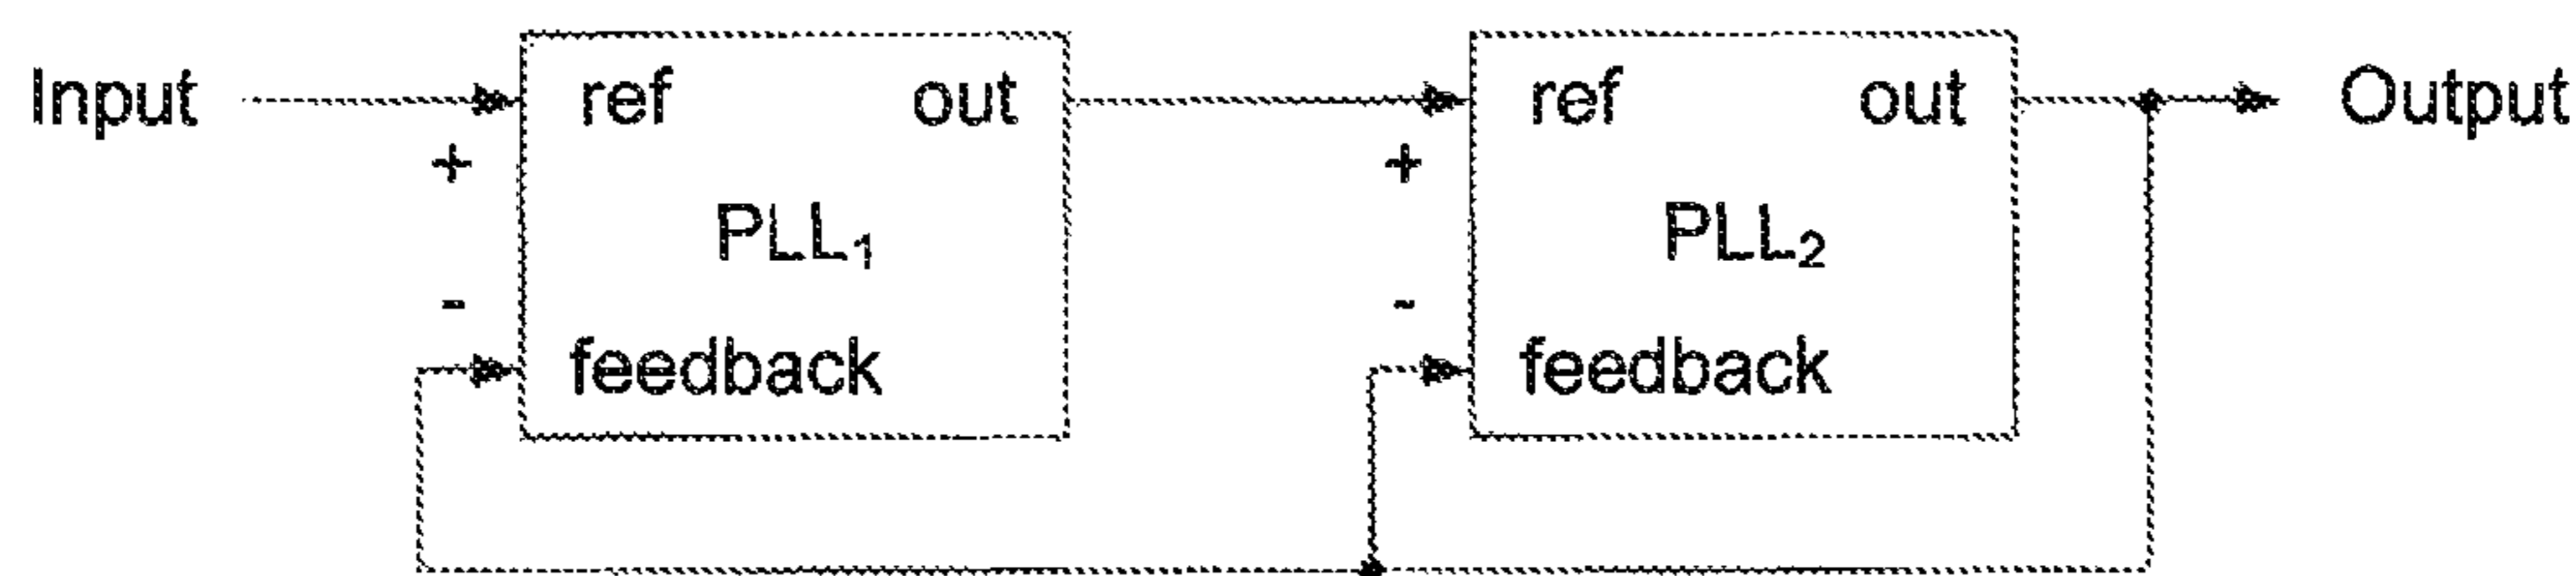 Input ref out ref out Output
+ +
PLL₁ PLL₂
- -
feedback feedback